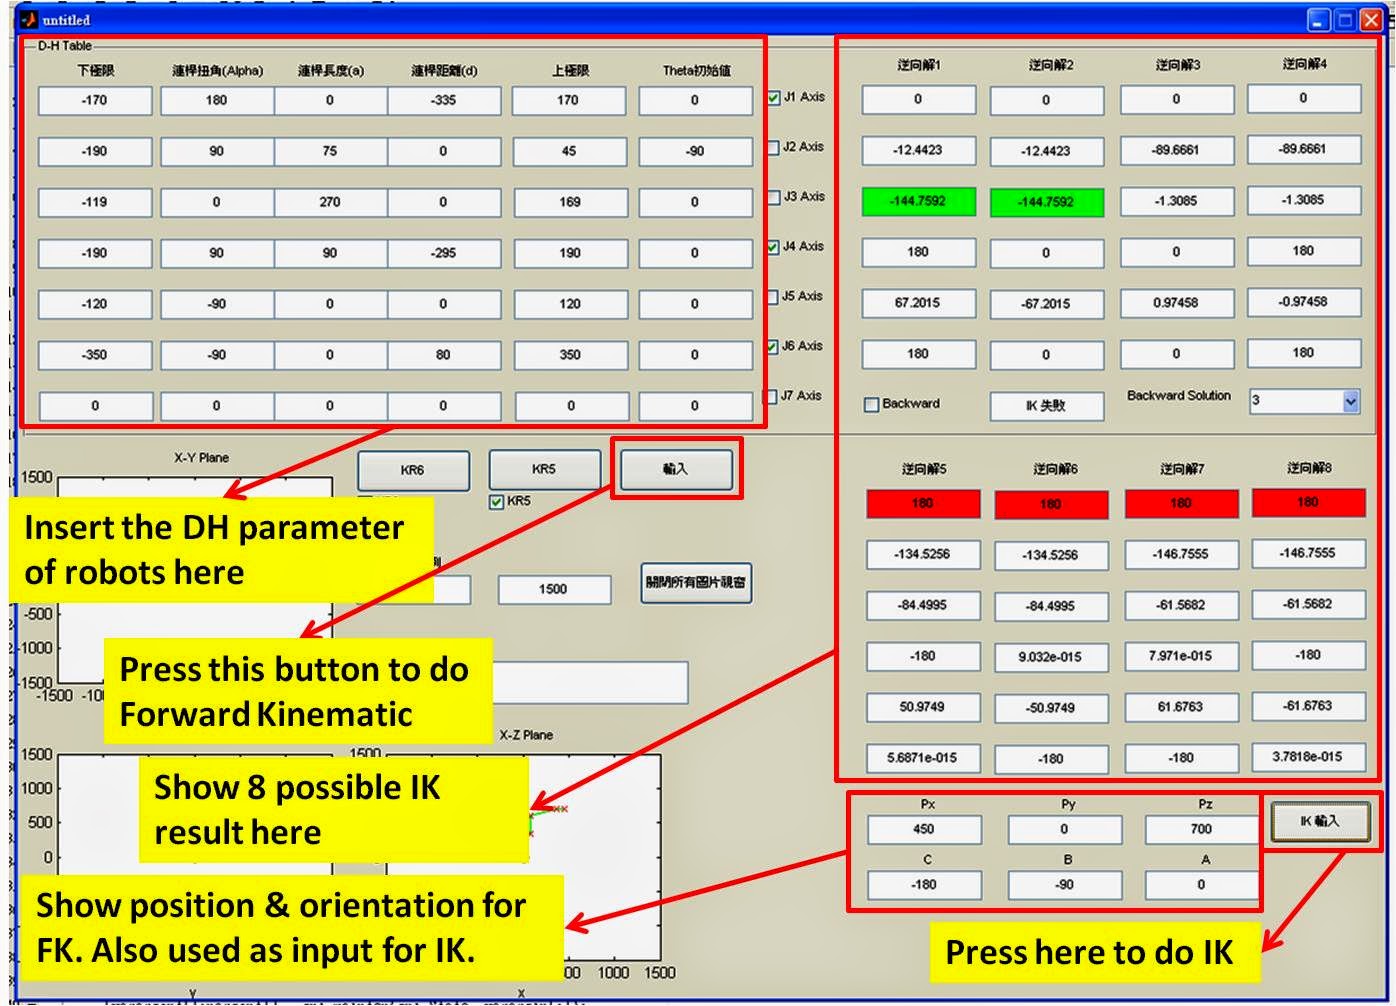 untitled
D-H Table
下極限 連桿扭角(Alpha) 連桿長度(a) 連桿距離(d) 上極限 Theta初始值
-170 180 0 -335 170 0 J1 Axis
-190 90 75 0 45 -90 J2 Axis
-119 0 270 0 169 0 J3 Axis
-190 90 90 -295 190 0 J4 Axis
-120 -90 0 0 120 0 J5 Axis
-350 -90 0 80 350 0 J6 Axis
0 0 0 0 0 0 J7 Axis
逆向解1 逆向解2 逆向解3 逆向解4
0 0 0 0
-12.4423 -12.4423 -89.6661 -89.6661
-144.7592 -144.7592 -1.3085 -1.3085
180 0 0 180
67.2015 -67.2015 0.97458 -0.97458
180 0 0 180
Backward IK 失敗 Backward Solution 3
逆向解5 逆向解6 逆向解7 逆向解8
180 180 180 180
-134.5256 -134.5256 -146.7555 -146.7555
-84.4995 -84.4995 -61.5682 -61.5682
-180 9.032e-015 7.971e-015 -180
50.9749 -50.9749 61.6763 -61.6763
5.6871e-015 -180 -180 3.7818e-015
X-Y Plane
KR6 KR5 輸入
KR5
1500
Insert the DH parameter
of robots here
1500 關閉所有圖片視窗
-500
-1000
-1500
-1500
Press this button to do
Forward Kinematic
X-Z Plane
1500 1500
1000
500
0
Show 8 possible IK
result here
Px Py Pz
450 0 700 IK 輸入
C B A
-180 -90 0
Show position & orientation for
FK. Also used as input for IK.
Press here to do IK
1000 1500
y x